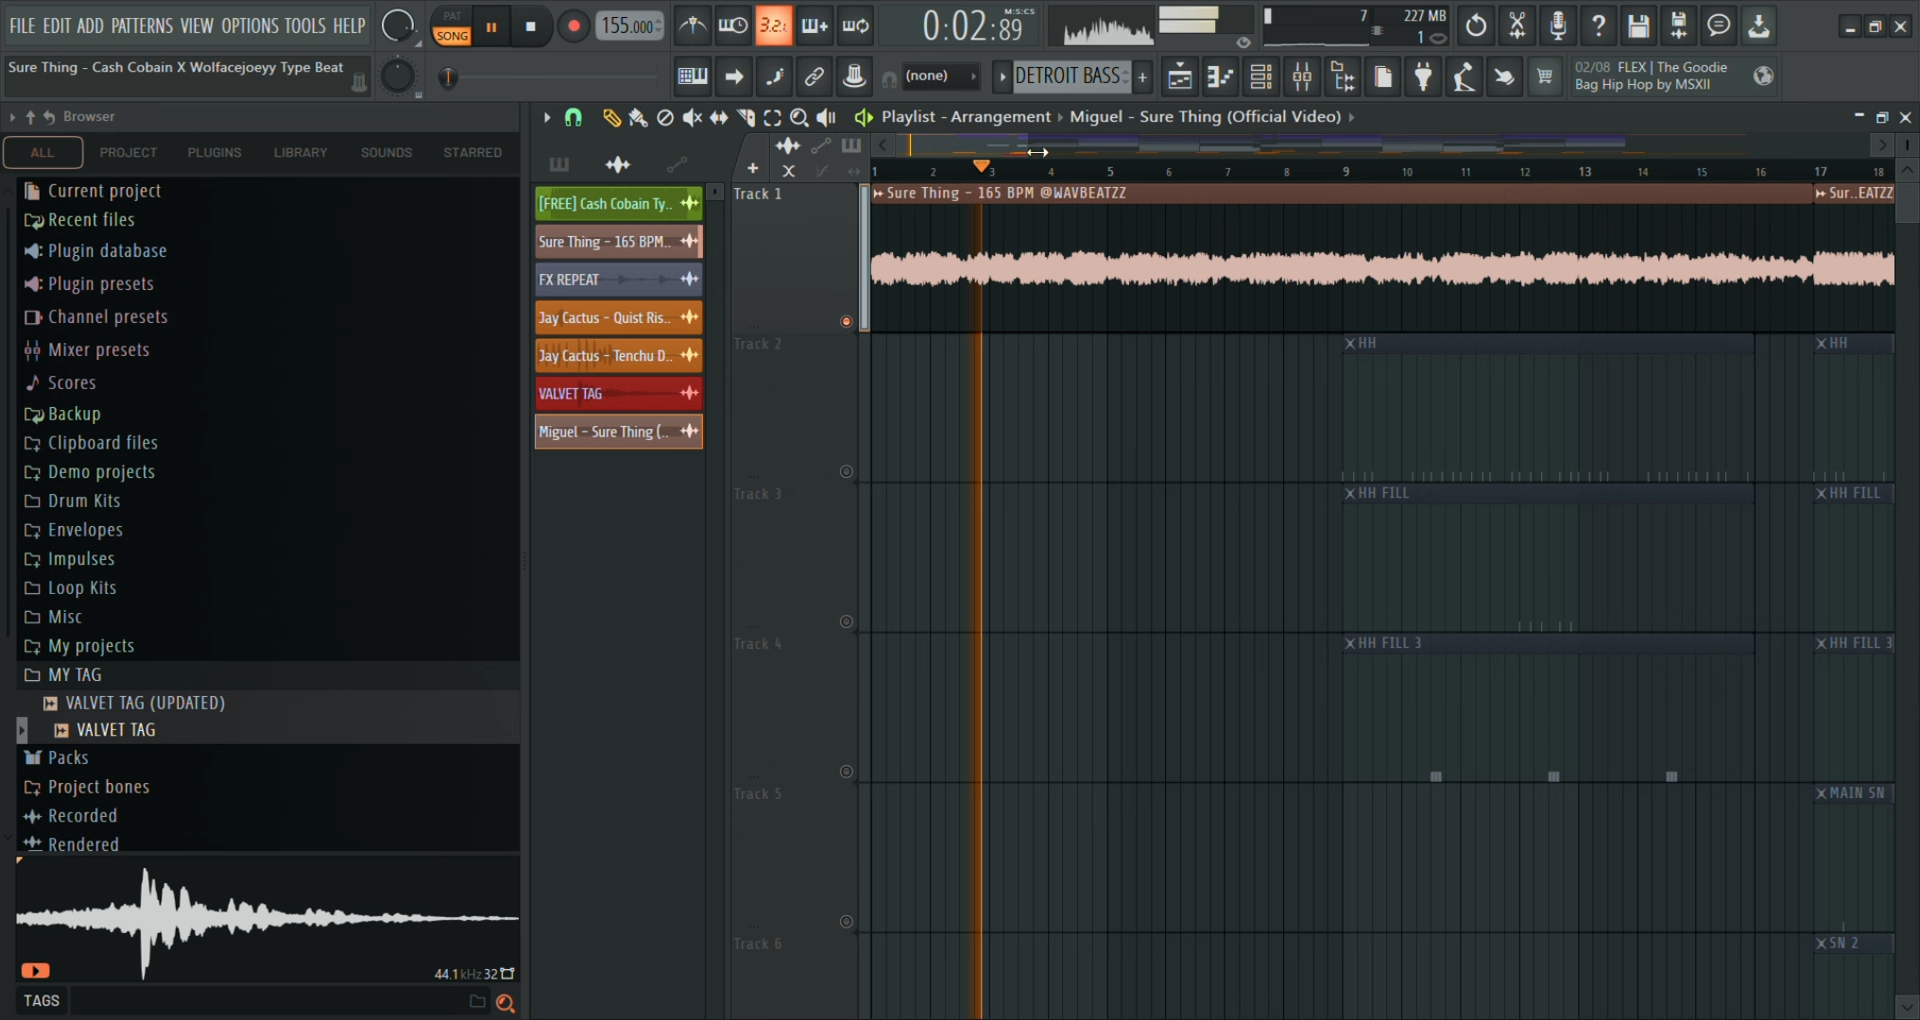 FILE EDIT ADD PATTERNS VIEW OPTIONS TOOLS HELP
PAT
SONG
155.000
3.2.
0:02:89
M:S:CS
7
227 MB
1
Sure Thing - Cash Cobain X Wolfacejoeyy Type Beat
(none)
DETROIT BASS
02/08 FLEX | The Goodie
Bag Hip Hop by MSXII
Browser
Playlist - Arrangement › Miguel - Sure Thing (Official Video) ›
ALL
PROJECT
PLUGINS
LIBRARY
SOUNDS
STARRED
Current project
Recent files
Plugin database
Plugin presets
Channel presets
Mixer presets
Scores
Backup
Clipboard files
Demo projects
Drum Kits
Envelopes
Impulses
Loop Kits
Misc
My projects
MY TAG
VALVET TAG (UPDATED)
VALVET TAG
Packs
Project bones
Recorded
Rendered
44.1 kHz 32
TAGS
[FREE] Cash Cobain Ty..
Sure Thing - 165 BPM..
FX REPEAT
Jay Cactus - Quist Ris..
Jay Cactus - Tenchu D..
VALVET TAG
Miguel - Sure Thing (..
1 2 3 4 5 6 7 8 9 10 11 12 13 14 15 16 17 18
Track 1
Sure Thing - 165 BPM @WAVBEATZZ
Sur..EATZZ
Track 2
HH
HH
Track 3
HH FILL
HH FILL
Track 4
HH FILL 3
HH FILL 3
Track 5
MAIN SN
Track 6
SN 2